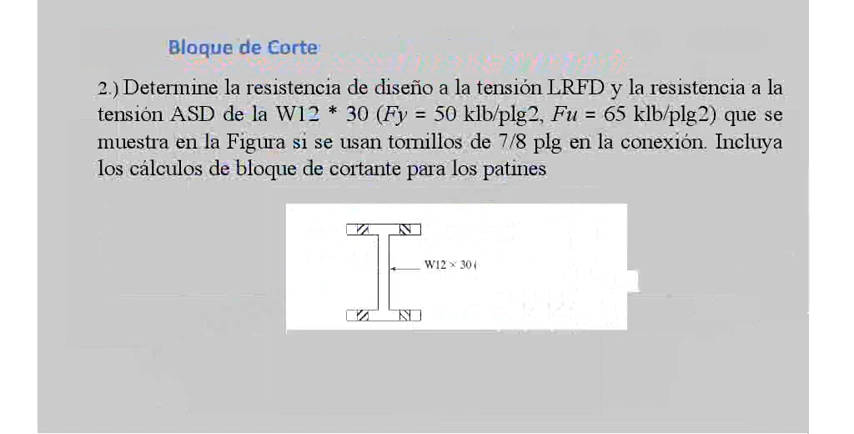 Bloque de Corte
2.) Determine la resistencia de diseño a la tensión LRFD y la resistencia a la
tensión ASD de la W12 * 30 (Fy = 50 klb/plg2, Fu = 65 klb/plg2) que se
muestra en la Figura si se usan tornillos de 7/8 plg en la conexión. Incluya
los cálculos de bloque de cortante para los patines
W12 × 30 (